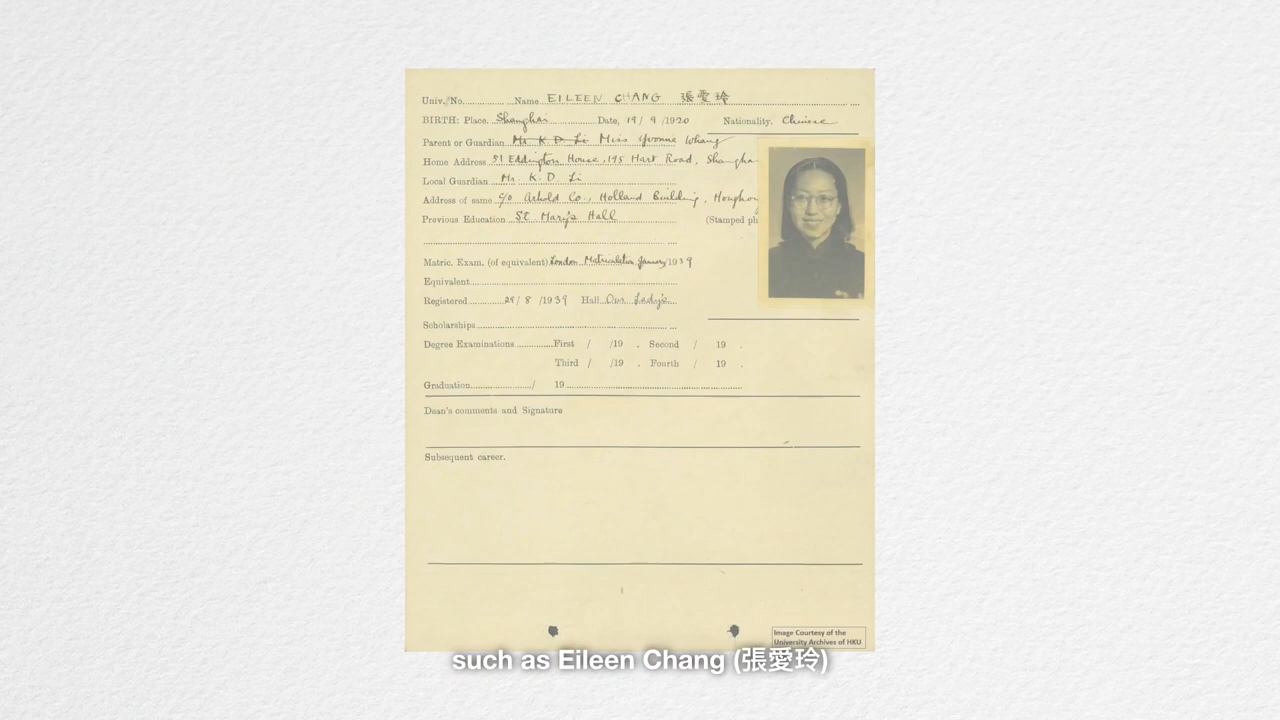 Univ. No. Name EILEEN CHANG 張愛玲
BIRTH: Place. Shanghai Date, 19/ 9 /1920 Nationality. Chinese
Parent or Guardian Mr. K. D. Li Miss Yvonne Whang
Home Address 51 Eddington House, 195 Hart Road, Shangha
Local Guardian Mr. K. D. Li
Address of same c/o Arnhold Co., Holland Building, Hongkong
Previous Education St. Mary's Hall (Stamped ph
Matric. Exam. (of equivalent) London Matriculation January/1939
Equivalent
Registered 29/ 8 /1939 Hall Our Lady's
Scholarships
Degree Examinations First / /19 . Second / 19 .
Third / /19 . Fourth / 19 .
Graduation / 19
Dean's comments and Signature
Subsequent career.
Image Courtesy of the
University Archives of HKU
such as Eileen Chang (張愛玲)